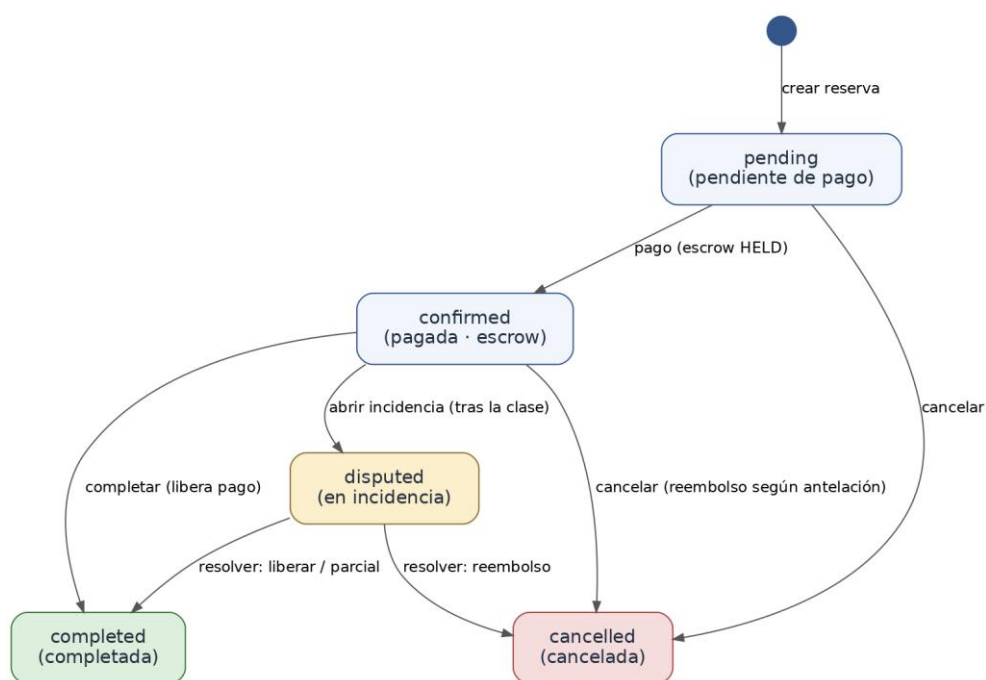 crear reserva
pending
(pendiente de pago)
pago (escrow HELD)
confirmed
(pagada · escrow)
abrir incidencia (tras la clase)
cancelar
disputed
(en incidencia)
completar (libera pago)
cancelar (reembolso según antelación)
resolver: liberar / parcial
resolver: reembolso
completed
(completada)
cancelled
(cancelada)